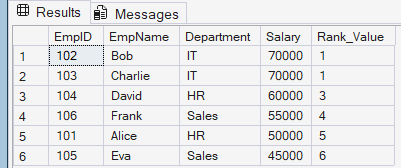 Results Messages
EmpID EmpName Department Salary Rank_Value
1 102 Bob IT 70000 1
2 103 Charlie IT 70000 1
3 104 David HR 60000 3
4 106 Frank Sales 55000 4
5 101 Alice HR 50000 5
6 105 Eva Sales 45000 6